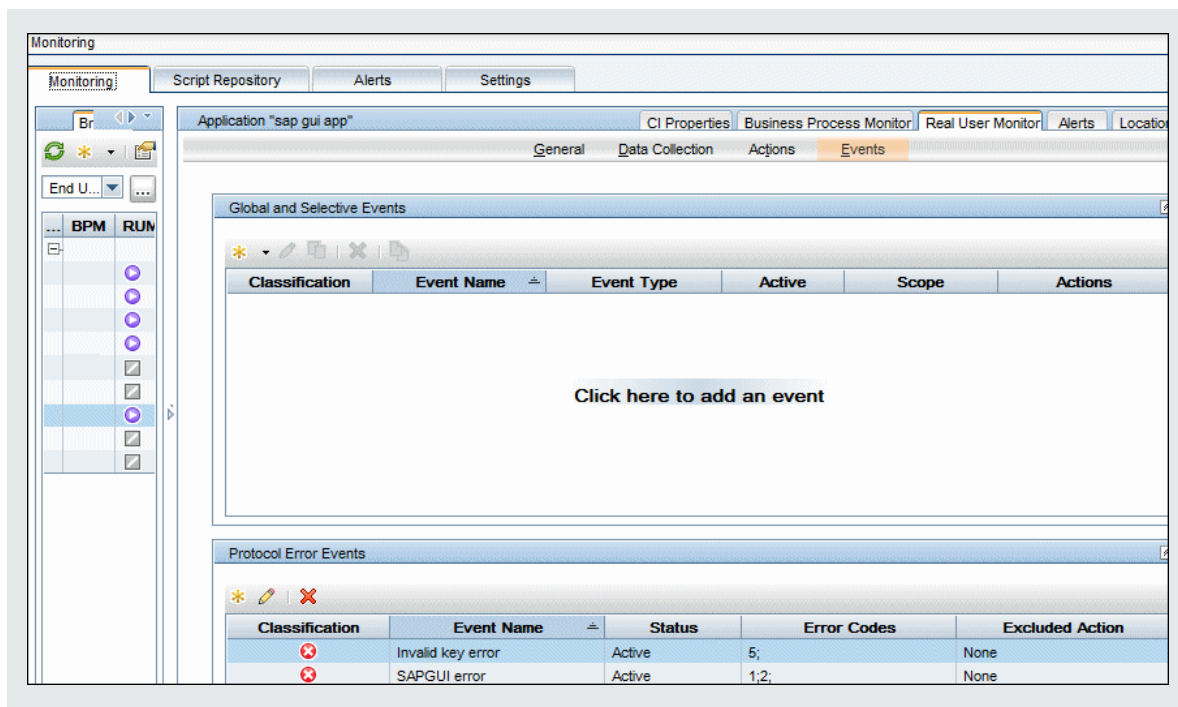 Monitoring
Monitoring Script Repository Alerts Settings
Br
Application "sap gui app" CI Properties Business Process Monitor Real User Monitor Alerts Location
General Data Collection Actions Events
End U... ...
Global and Selective Events
... BPM RUM
Classification Event Name Event Type Active Scope Actions
Click here to add an event
Protocol Error Events
Classification Event Name Status Error Codes Excluded Action
Invalid key error Active 5; None
SAPGUI error Active 1;2; None